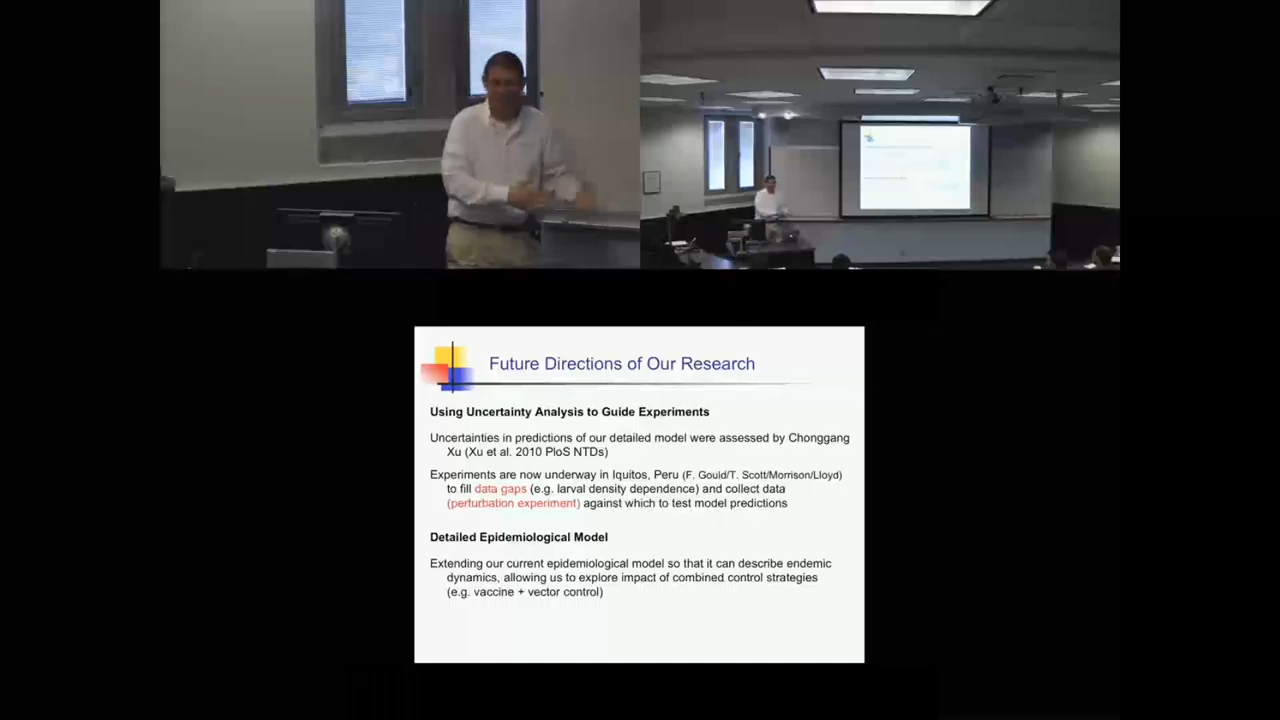 Future Directions of Our Research
Using Uncertainty Analysis to Guide Experiments
Uncertainties in predictions of our detailed model were assessed by Chonggang
Xu (Xu et al. 2010 PloS NTDs)
Experiments are now underway in Iquitos, Peru (F. Gould/T. Scott/Morrison/Lloyd)
to fill data gaps (e.g. larval density dependence) and collect data
(perturbation experiment) against which to test model predictions
Detailed Epidemiological Model
Extending our current epidemiological model so that it can describe endemic
dynamics, allowing us to explore impact of combined control strategies
(e.g. vaccine + vector control)